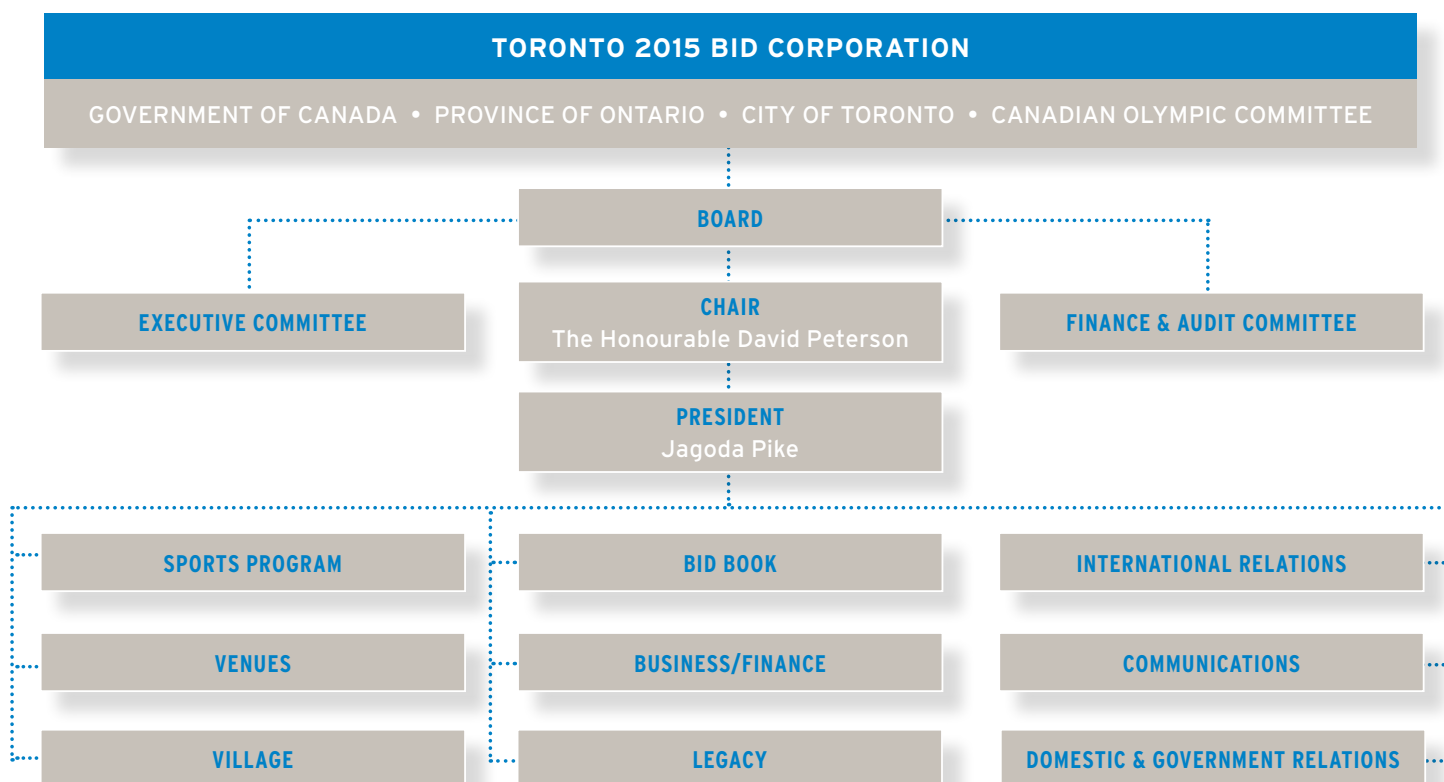 TORONTO 2015 BID CORPORATION
GOVERNMENT OF CANADA • PROVINCE OF ONTARIO • CITY OF TORONTO • CANADIAN OLYMPIC COMMITTEE
BOARD
EXECUTIVE COMMITTEE
CHAIR
The Honourable David Peterson
FINANCE & AUDIT COMMITTEE
PRESIDENT
Jagoda Pike
SPORTS PROGRAM
BID BOOK
INTERNATIONAL RELATIONS
VENUES
BUSINESS/FINANCE
COMMUNICATIONS
VILLAGE
LEGACY
DOMESTIC & GOVERNMENT RELATIONS